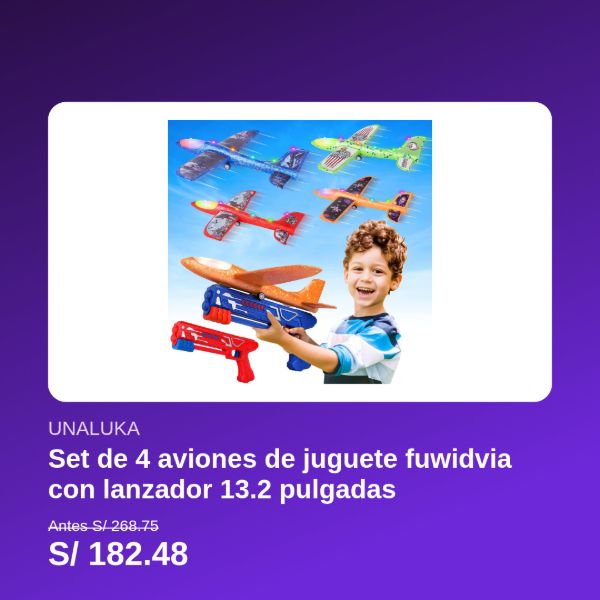 UNALUKA
Set de 4 aviones de juguete fuwidvia
con lanzador 13.2 pulgadas
Antes S/ 268.75
S/ 182.48